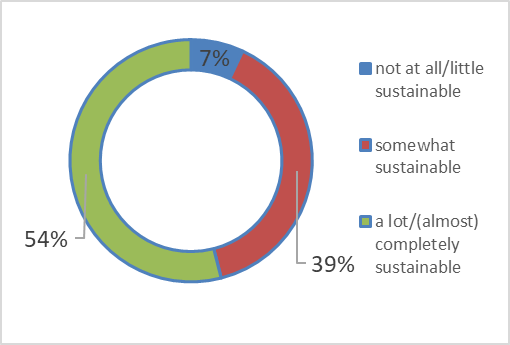 7%
not at all/little
sustainable
somewhat
sustainable
a lot/(almost)
completely
sustainable
54%
39%